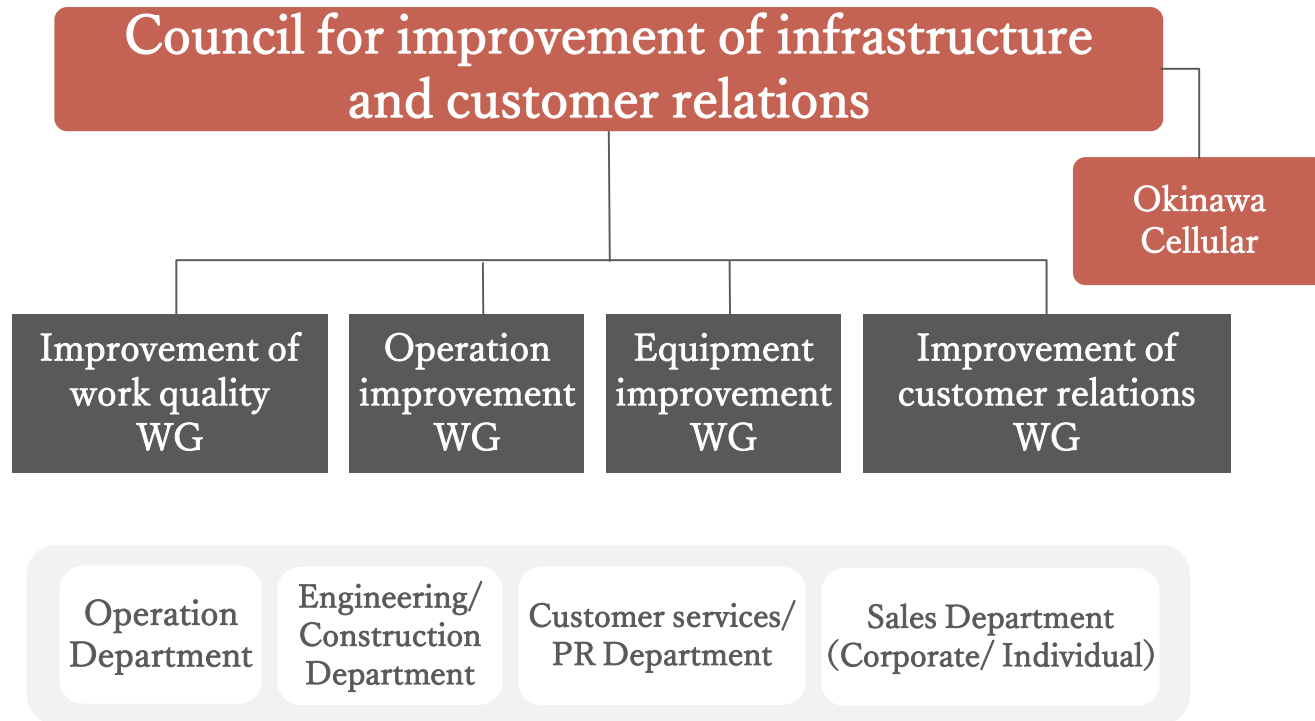 Council for improvement of infrastructure
and customer relations
Okinawa
Cellular
Improvement of
work quality
WG
Operation
improvement
WG
Equipment
improvement
WG
Improvement of
customer relations
WG
Operation
Department
Engineering/
Construction
Department
Customer services/
PR Department
Sales Department
(Corporate/ Individual)